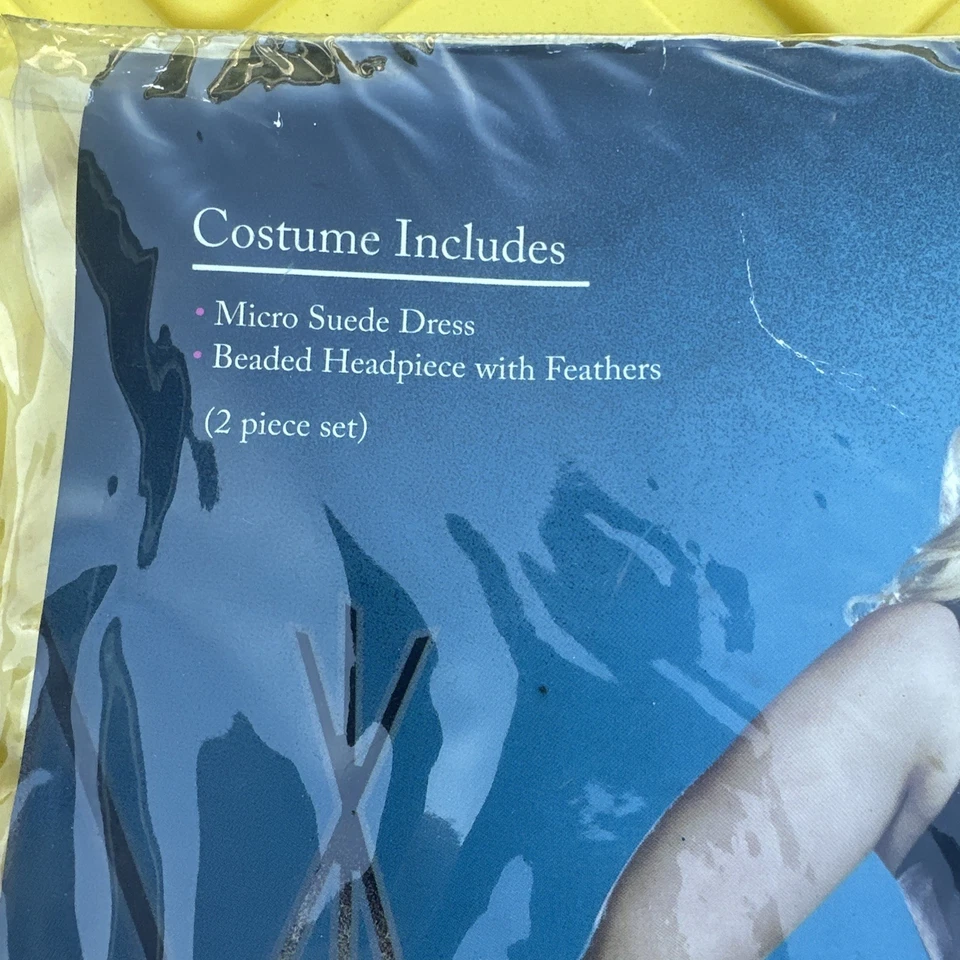 Costume Includes
• Micro Suede Dress
• Beaded Headpiece with Feathers
(2 piece set)